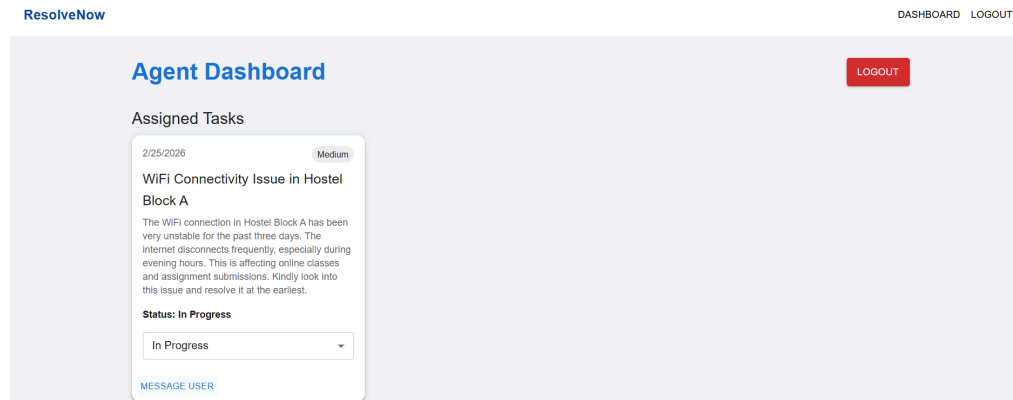 ResolveNow
DASHBOARD LOGOUT
Agent Dashboard
LOGOUT
Assigned Tasks
2/25/2026
Medium
WiFi Connectivity Issue in Hostel
Block A
The WiFi connection in Hostel Block A has been
very unstable for the past three days. The
internet disconnects frequently, especially during
evening hours. This is affecting online classes
and assignment submissions. Kindly look into
this issue and resolve it at the earliest.
Status: In Progress
In Progress
MESSAGE USER